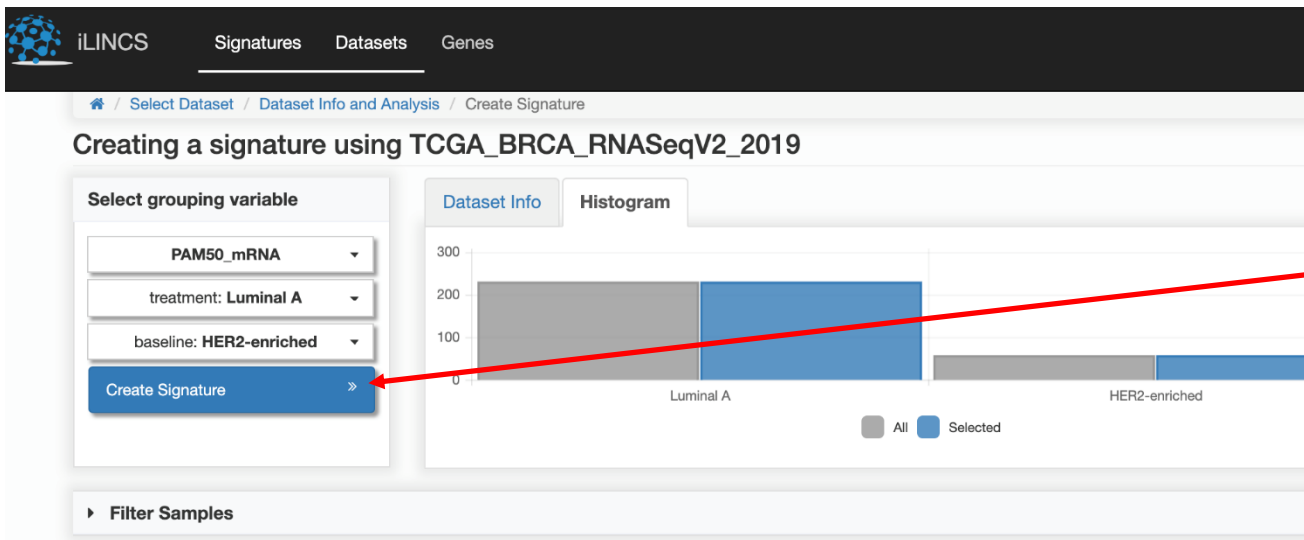 iLINCS Signatures Datasets Genes
/ Select Dataset / Dataset Info and Analysis / Create Signature
Creating a signature using TCGA_BRCA_RNASeqV2_2019
Select grouping variable
PAM50_mRNA
treatment: Luminal A
baseline: HER2-enriched
Create Signature »
Dataset Info Histogram
300
200
100
0
Luminal A HER2-enriched
All Selected
Filter Samples